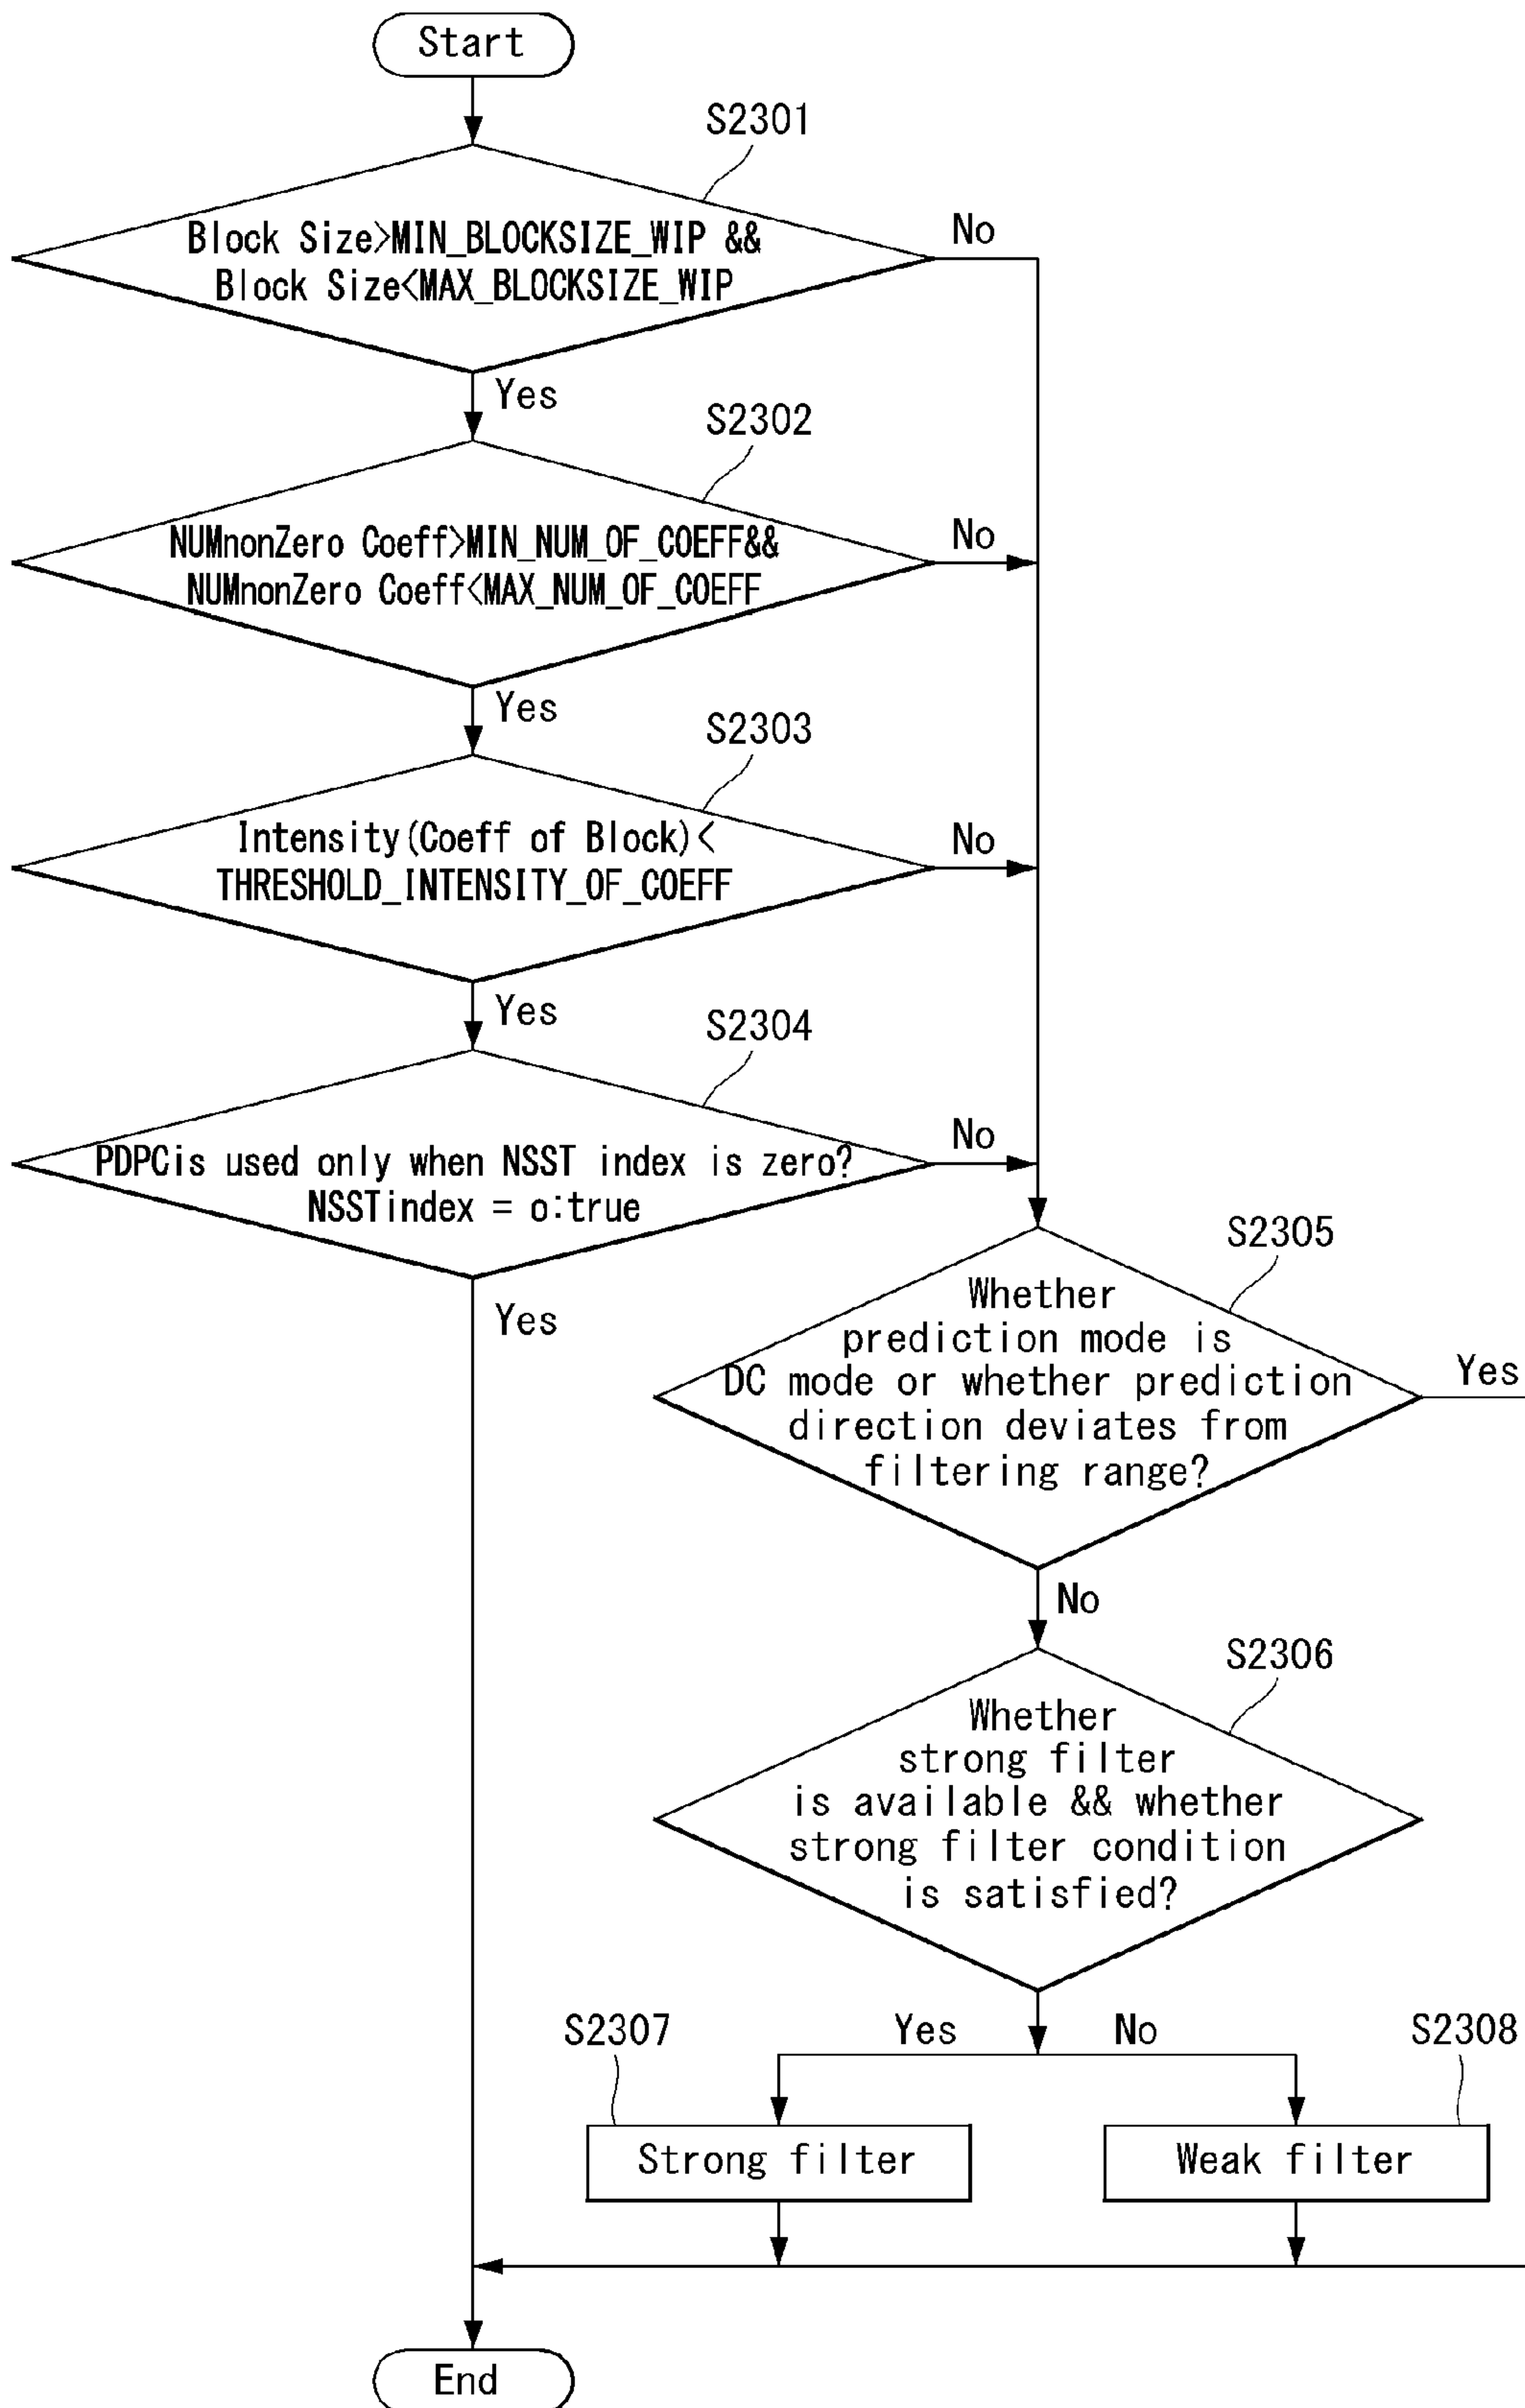 Start
S2301
Block Size>MIN_BLOCKSIZE_WIP &&
Block Size<MAX_BLOCKSIZE_WIP
No
Yes
S2302
NUMnonZero Coeff>MIN_NUM_OF_COEFF&&
NUMnonZero Coeff<MAX_NUM_OF_COEFF
No
Yes
S2303
Intensity(Coeff of Block)<
THRESHOLD_INTENSITY_OF_COEFF
No
Yes
S2304
PDPCis used only when NSST index is zero?
NSSTindex = o:true
No
Yes
S2305
Whether
prediction mode is
DC mode or whether prediction
direction deviates from
filtering range?
Yes
No
S2306
Whether
strong filter
is available && whether
strong filter condition
is satisfied?
Yes
No
S2307
Strong filter
S2308
Weak filter
End